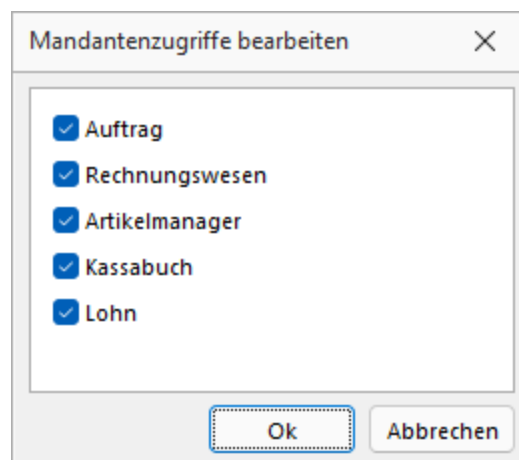 Mandantenzugriffe bearbeiten
Auftrag
Rechnungswesen
Artikelmanager
Kassabuch
Lohn
Ok
Abbrechen